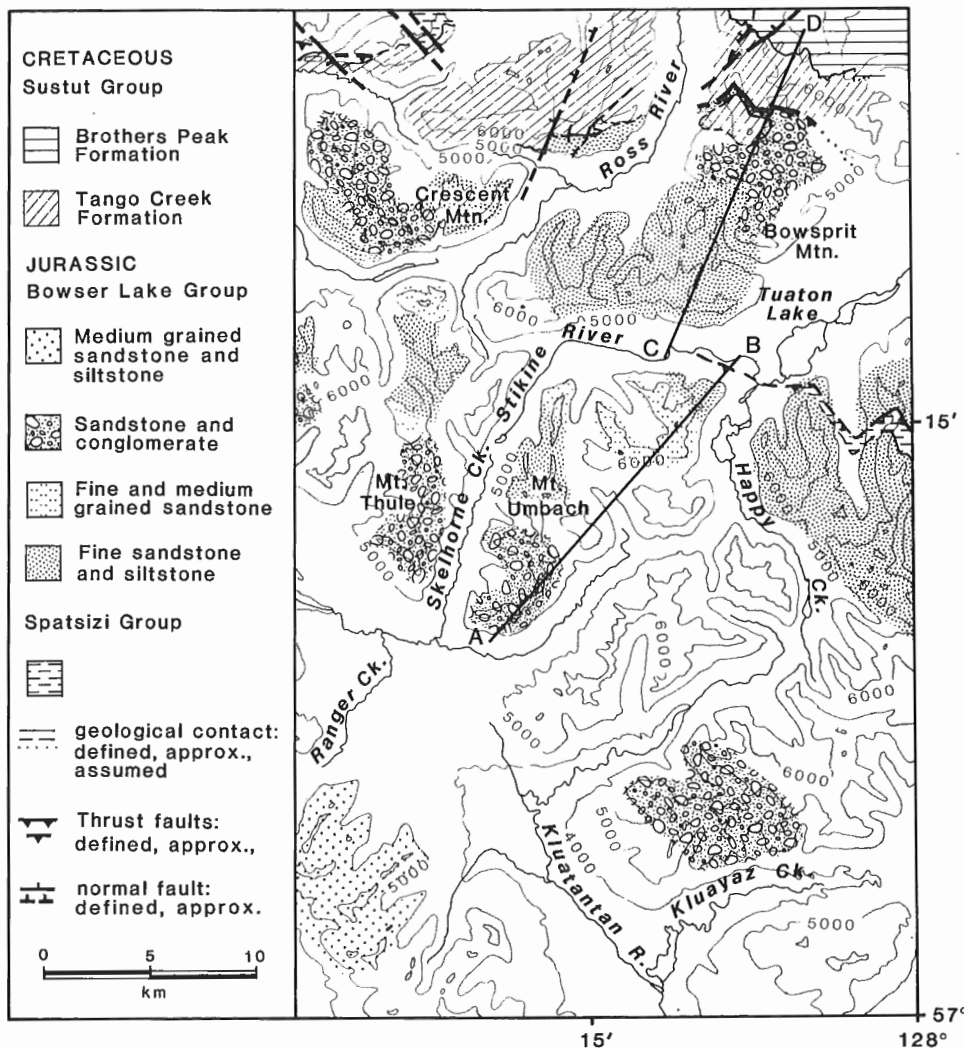 CRETACEOUS
Sustut Group
Brothers Peak
Formation
Tango Creek
Formation
JURASSIC
Bowser Lake Group
Medium grained
sandstone and
siltstone
Sandstone and
conglomerate
Fine and medium
grained sandstone
Fine sandstone
and siltstone
Spatsizi Group
geological contact:
defined, approx.,
assumed
Thrust faults:
defined, approx.,
normal fault:
defined, approx.
0 5 10
km
D
Ross River
6000
6000
5000
5000
Crescent
Mtn.
5000
Bowsprit
Mtn.
Tuaton
Lake
6000
5000
River
C
B
Stikine
6000
15'
5000
6000
Mt.
Thule
Mt.
Umbach
Happy
Ck.
Skelhorne Ck.
5000
5000
6000
A
6000
Ranger Ck.
5000
6000
5000
4000
5000
Kluatantan R.
Kluayaz Ck.
5000
57°
15'
128°